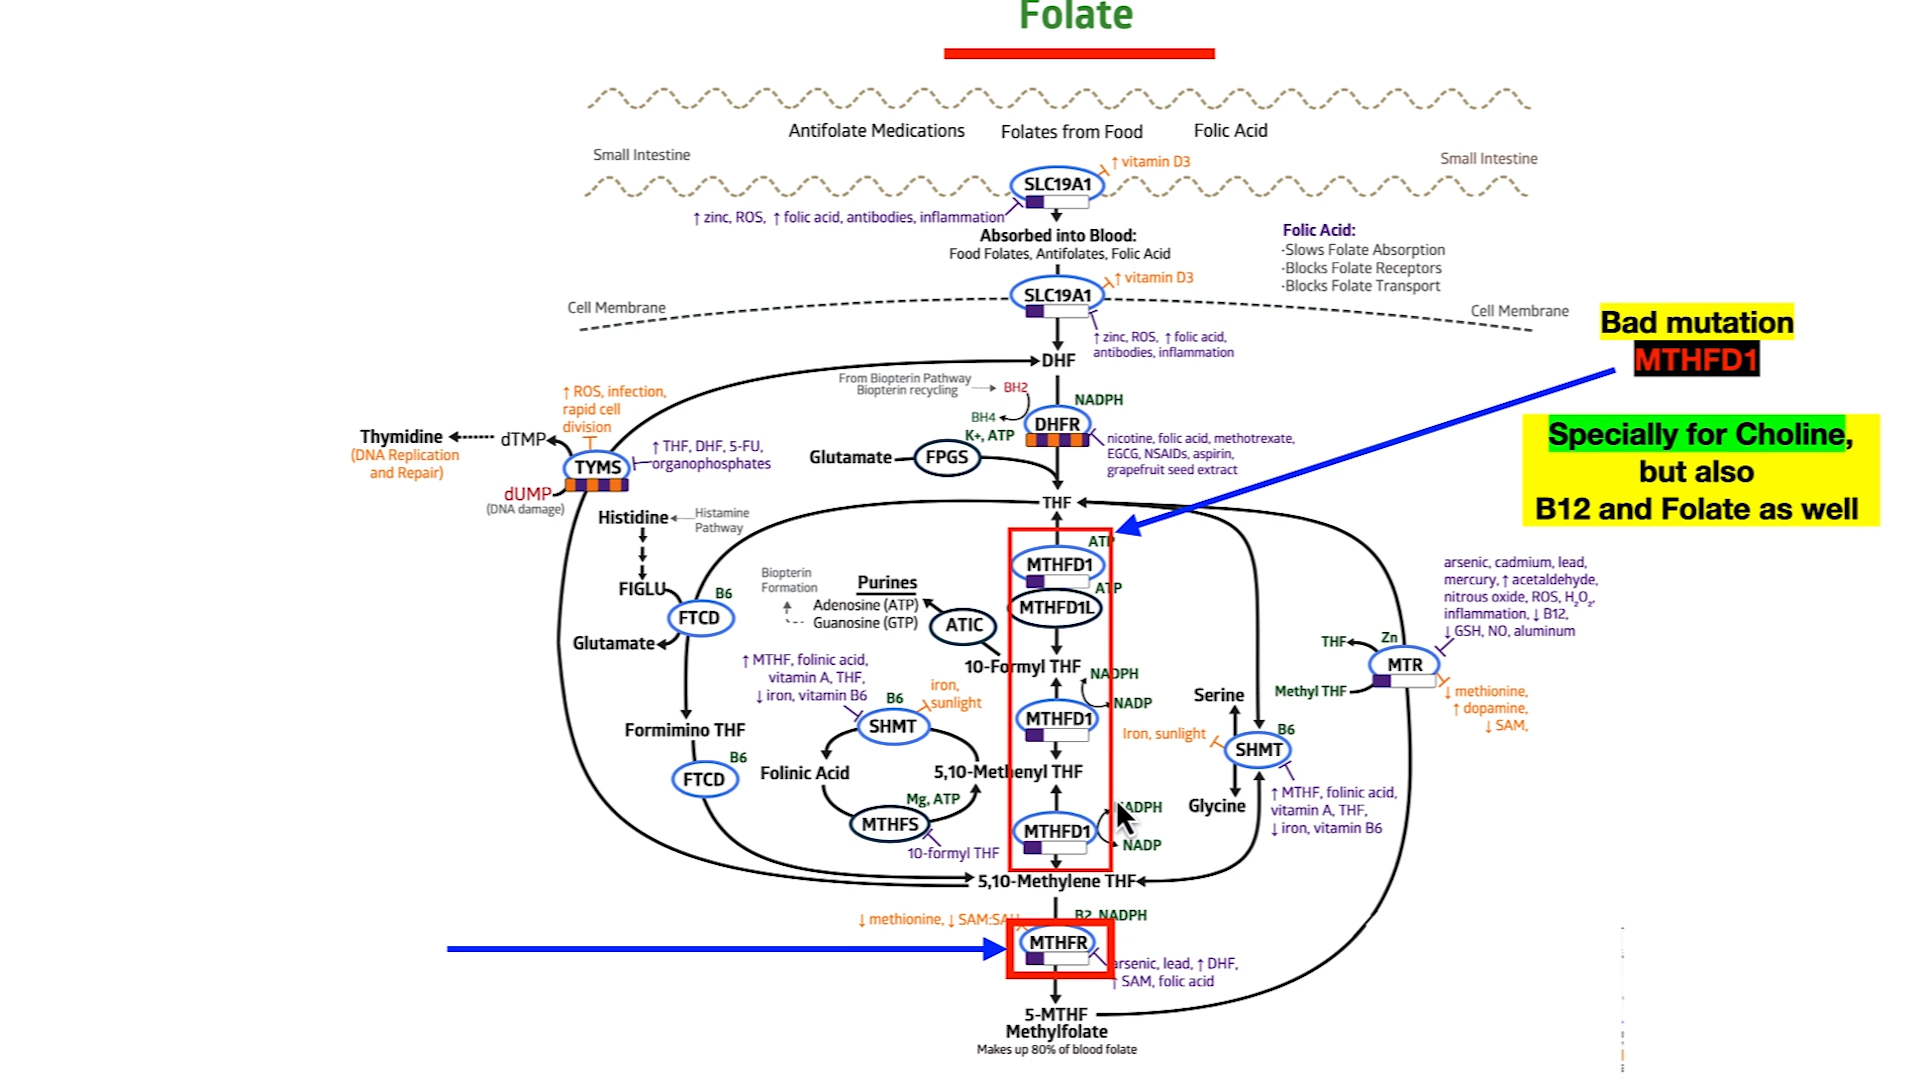 Folate
Antifolate Medications
Folates from Food
Folic Acid
Small Intestine
Small Intestine
↑ vitamin D3
SLC19A1
↑ zinc, ROS, ↑ folic acid, antibodies, inflammation
Absorbed into Blood:
Food Folates, Antifolates, Folic Acid
Folic Acid:
-Slows Folate Absorption
-Blocks Folate Receptors
-Blocks Folate Transport
↑ vitamin D3
SLC19A1
Cell Membrane
Cell Membrane
↑ zinc, ROS, ↑ folic acid,
antibodies, inflammation
Bad mutation
MTHFD1
Specially for Choline,
but also
B12 and Folate as well
DHF
From Biopterin Pathway
Biopterin recycling
BH2
BH4
NADPH
DHFR
K+, ATP
nicotine, folic acid, methotrexate,
EGCG, NSAIDs, aspirin,
grapefruit seed extract
Glutamate
FPGS
THF
↑ ROS, infection,
rapid cell
division
Thymidine
(DNA Replication
and Repair)
dTMP
TYMS
↑ THF, DHF, 5-FU,
organophosphates
dUMP
(DNA damage)
Histidine
Histamine
Pathway
FIGLU
B6
FTCD
Glutamate
Formimino THF
B6
FTCD
Biopterin
Formation
Purines
Adenosine (ATP)
Guanosine (GTP)
ATIC
ATP
MTHFD1
ATP
MTHFD1L
10-Formyl THF
NADPH
NADP
MTHFD1
5,10-Methenyl THF
NADPH
NADP
MTHFD1
↑ MTHF, folinic acid,
vitamin A, THF,
↓ iron, vitamin B6
iron,
sunlight
B6
SHMT
Folinic Acid
Mg, ATP
MTHFS
10-formyl THF
Serine
Iron, sunlight
B6
SHMT
Glycine
↑ MTHF, folinic acid,
vitamin A, THF,
↓ iron, vitamin B6
arsenic, cadmium, lead,
mercury, ↑ acetaldehyde,
nitrous oxide, ROS, H2O2,
inflammation, ↓ B12,
↓ GSH, NO, aluminum
THF
Zn
MTR
Methyl THF
↓ methionine,
↑ dopamine,
↓ SAM,
5,10-Methylene THF
↓ methionine, ↓ SAM:SAH
B2, NADPH
MTHFR
arsenic, lead, ↑ DHF,
↑ SAM, folic acid
5-MTHF
Methylfolate
Makes up 80% of blood folate